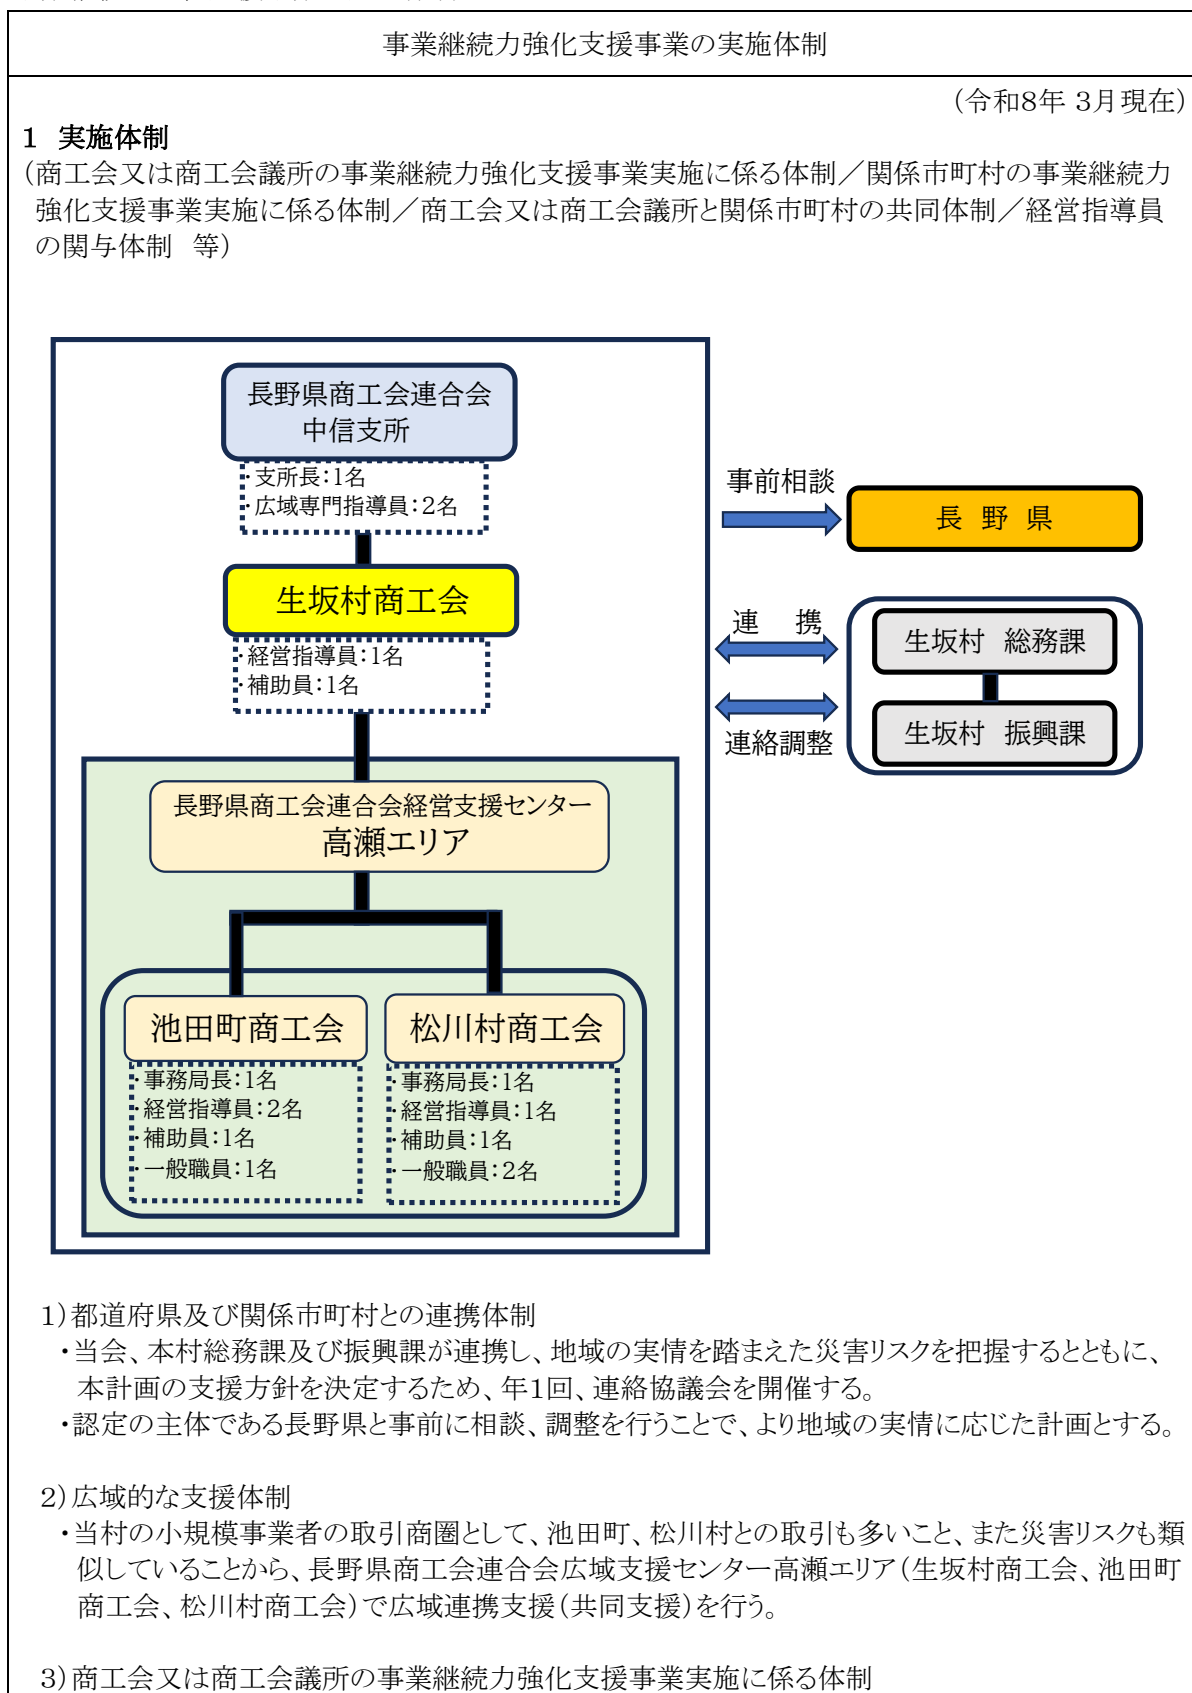 事業継続力強化支援事業の実施体制
(令和8年 3月現在)
1 実施体制
(商工会又は商工会議所の事業継続力強化支援事業実施に係る体制/関係市町村の事業継続力
強化支援事業実施に係る体制/商工会又は商工会議所と関係市町村の共同体制/経営指導員
の関与体制 等)
長野県商工会連合会
中信支所
・支所長:1名
・広域専門指導員:2名
事前相談
長 野 県
生坂村商工会
・経営指導員:1名
・補助員:1名
連 携
連絡調整
生坂村 総務課
生坂村 振興課
長野県商工会連合会経営支援センター
高瀬エリア
池田町商工会
・事務局長:1名
・経営指導員:2名
・補助員:1名
・一般職員:1名
松川村商工会
・事務局長:1名
・経営指導員:1名
・補助員:1名
・一般職員:2名
1)都道府県及び関係市町村との連携体制
・当会、本村総務課及び振興課が連携し、地域の実情を踏まえた災害リスクを把握するとともに、
本計画の支援方針を決定するため、年1回、連絡協議会を開催する。
・認定の主体である長野県と事前に相談、調整を行うことで、より地域の実情に応じた計画とする。
2)広域的な支援体制
・当村の小規模事業者の取引商圏として、池田町、松川村との取引も多いこと、また災害リスクも類
似していることから、長野県商工会連合会広域支援センター高瀬エリア(生坂村商工会、池田町
商工会、松川村商工会)で広域連携支援(共同支援)を行う。
3)商工会又は商工会議所の事業継続力強化支援事業実施に係る体制